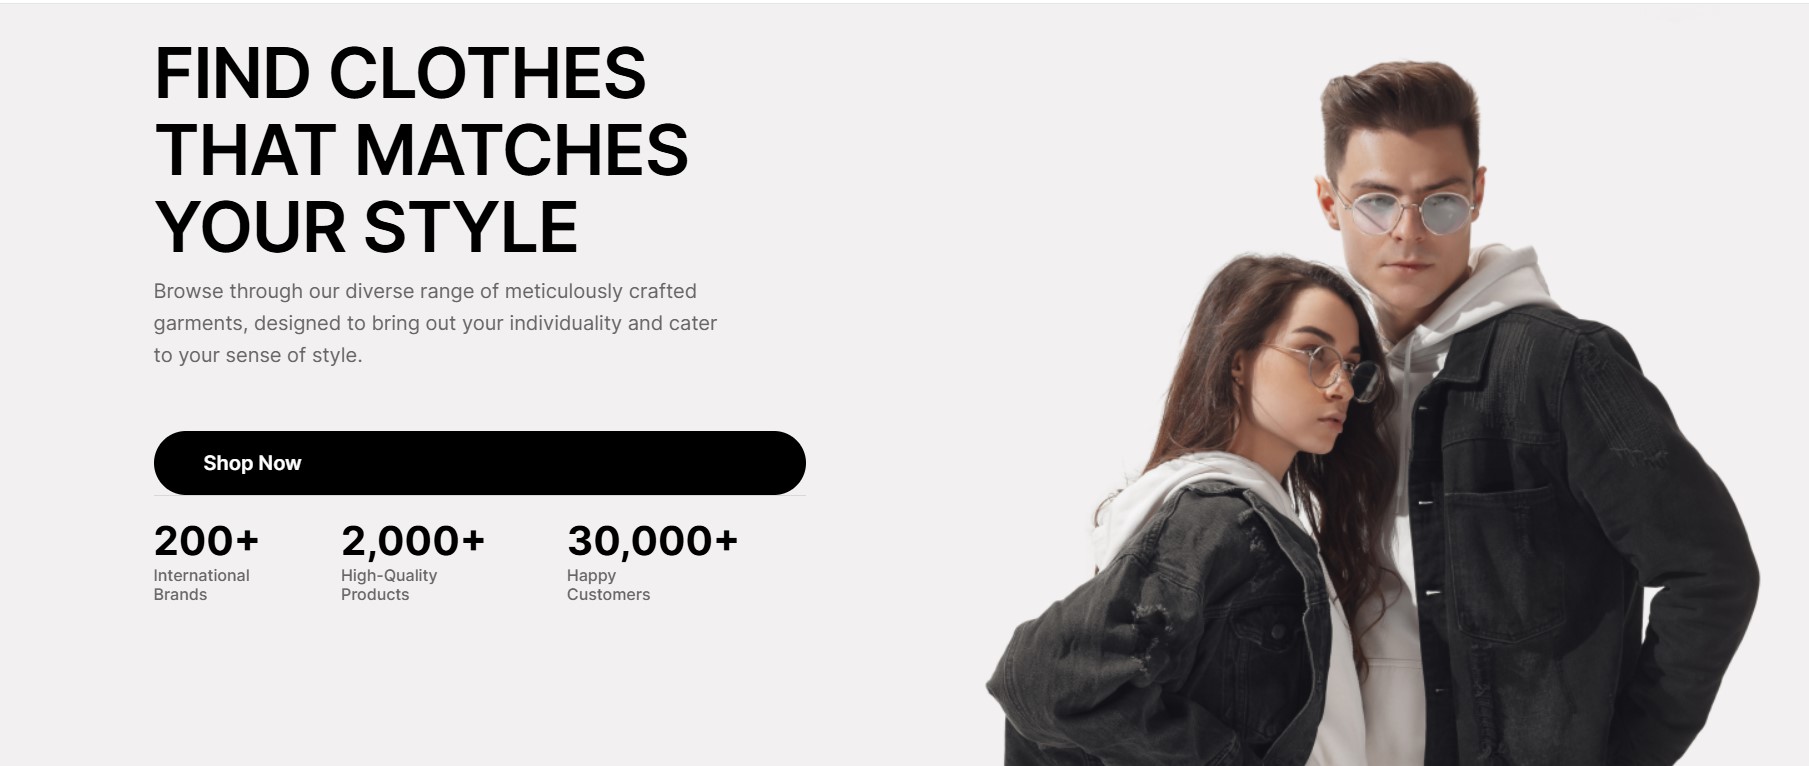 FIND CLOTHES
THAT MATCHES
YOUR STYLE
Browse through our diverse range of meticulously crafted
garments, designed to bring out your individuality and cater
to your sense of style.
Shop Now
200+
International
Brands
2,000+
High-Quality
Products
30,000+
Happy
Customers